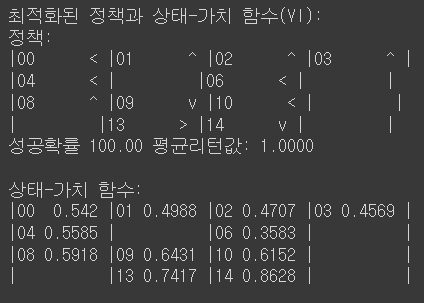 최적화된 정책과 상태-가치 함수(VI):
정책:
|00      < |01      ^ |02      ^ |03      ^ |
|04      < |          |06      < |          |
|08      ^ |09      v |10      < |          |
|          |13      > |14      v |          |
성공확률 100.00 평균리턴값: 1.0000
상태-가치 함수:
|00  0.542 |01 0.4988 |02 0.4707 |03 0.4569 |
|04 0.5585 |          |06 0.3583 |          |
|08 0.5918 |09 0.6431 |10 0.6152 |          |
|          |13 0.7417 |14 0.8628 |          |